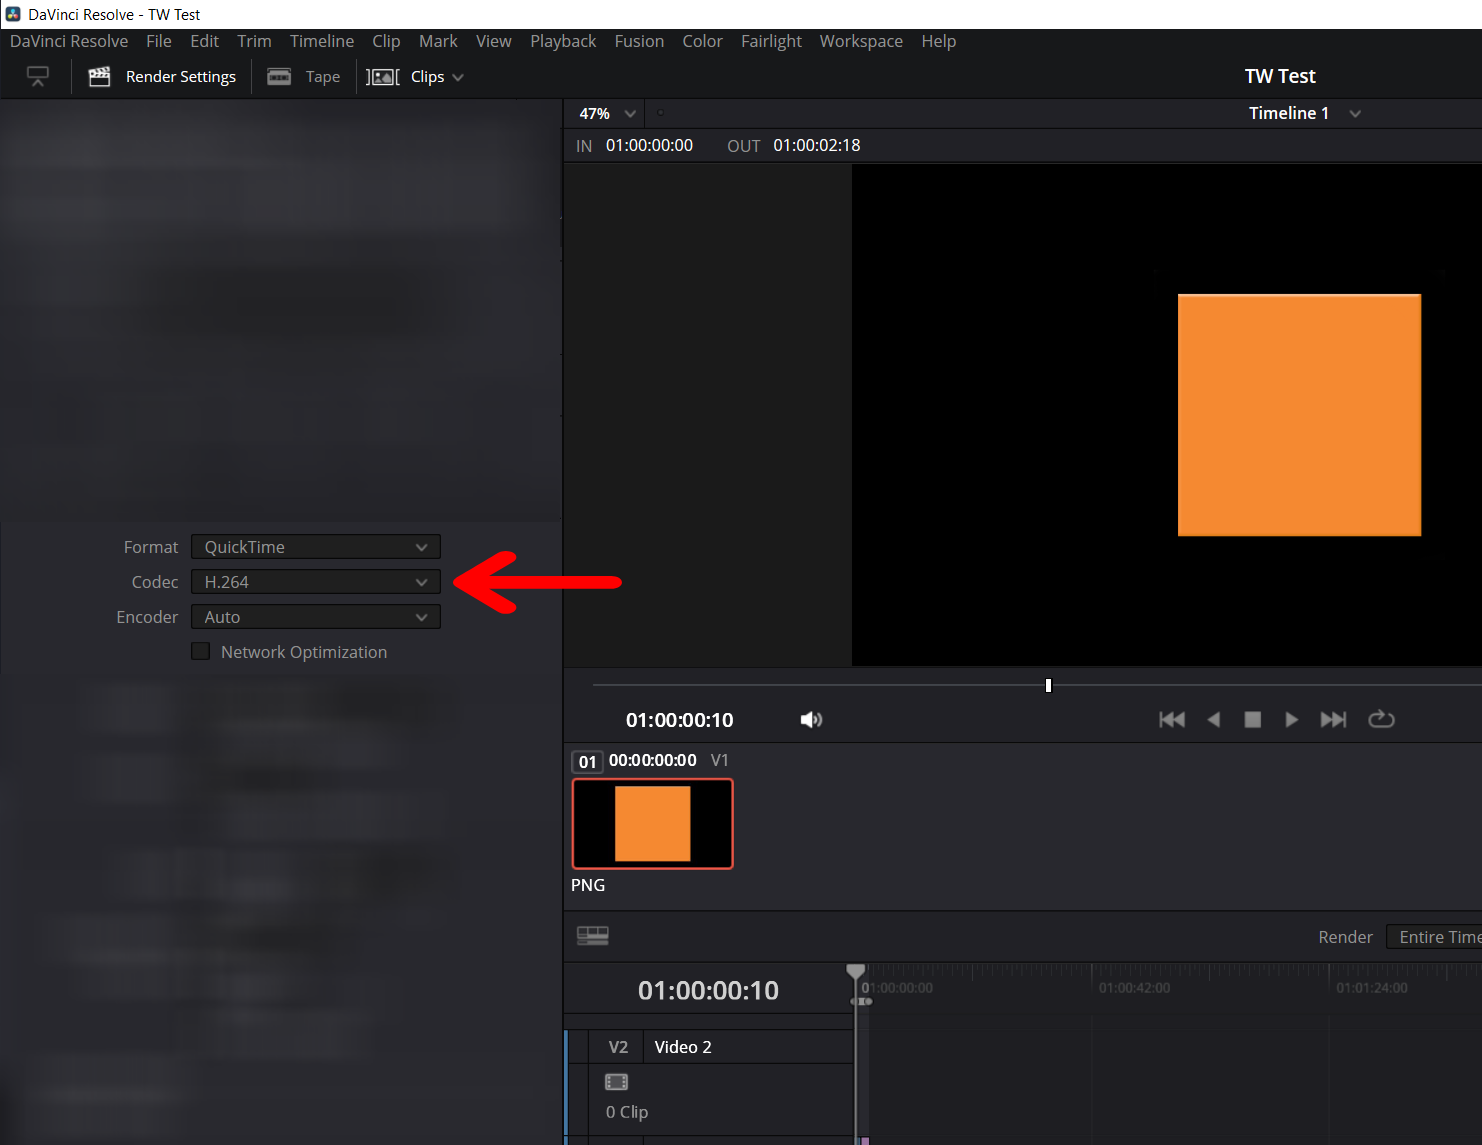 DaVinci Resolve - TW Test
DaVinci Resolve File Edit Trim Timeline Clip Mark View Playback Fusion Color Fairlight Workspace Help
Render Settings Tape Clips TW Test
47% Timeline 1
IN 01:00:00:00 OUT 01:00:02:18
Format QuickTime
Codec H.264
Encoder Auto
Network Optimization
01:00:00:10
01 00:00:00:00 V1
PNG
Render Entire Time
01:00:00:10 01:00:00:00 01:00:42:00 01:01:24:00
V2 Video 2
0 Clip